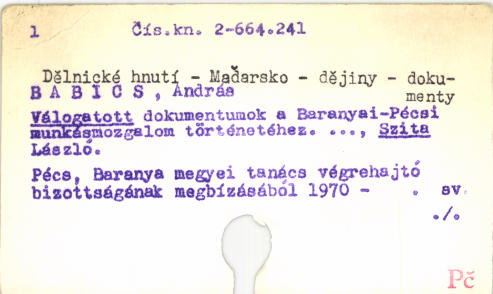 1 Čís.kn. 2-664.241
Dělnické hnutí - Maďarsko - dějiny - doku-
menty
BABICS, András
Válogatott dokumentumok a Baranyai-Pécsi
munkásmozgalom történetéhez. ..., Szita
László.
Pécs, Baranya megyei tanács végrehajtó
bizottságának megbízásából 1970 - . sv.
./.
Pč